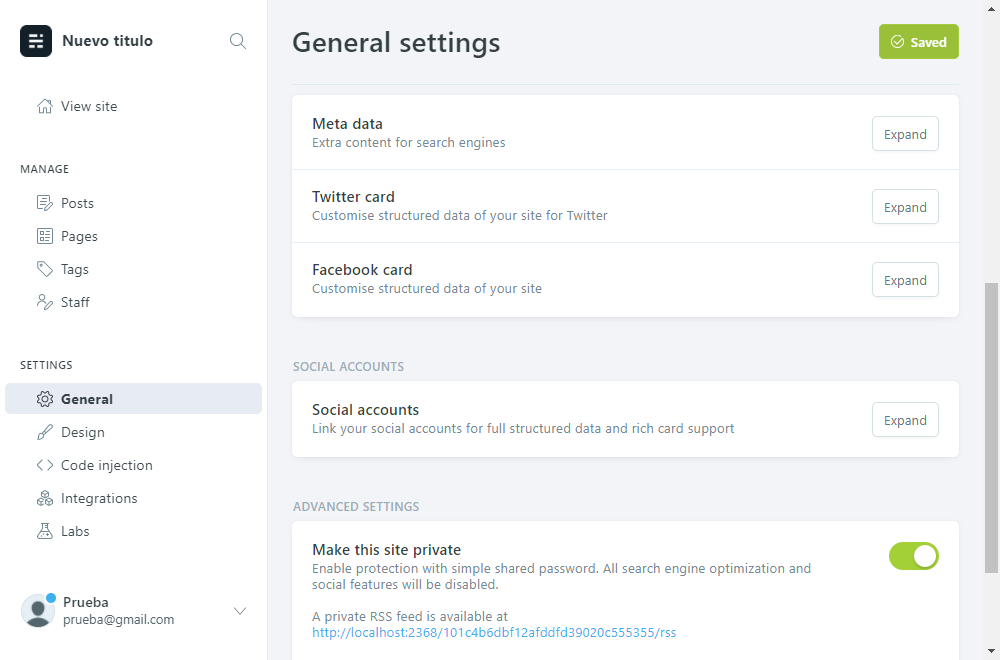 Nuevo titulo
View site
MANAGE
Posts
Pages
Tags
Staff
SETTINGS
General
Design
Code injection
Integrations
Labs
Prueba
prueba@gmail.com
General settings
Saved
Meta data
Extra content for search engines
Expand
Twitter card
Customise structured data of your site for Twitter
Expand
Facebook card
Customise structured data of your site
Expand
SOCIAL ACCOUNTS
Social accounts
Link your social accounts for full structured data and rich card support
Expand
ADVANCED SETTINGS
Make this site private
Enable protection with simple shared password. All search engine optimization and
social features will be disabled.
A private RSS feed is available at
http://localhost:2368/101c4b6dbf12afddfd39020c555355/rss